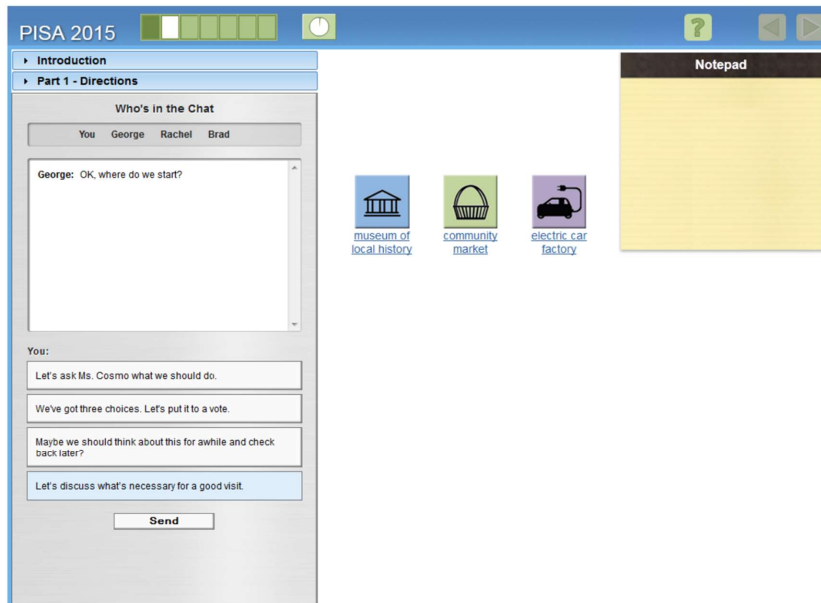 PISA 2015
?
Introduction
Part 1 - Directions
Who's in the Chat
You George Rachel Brad
George: OK, where do we start?
You:
Let's ask Ms. Cosmo what we should do.
We've got three choices. Let's put it to a vote.
Maybe we should think about this for awhile and check
back later?
Let's discuss what's necessary for a good visit.
Send
museum of
local history
community
market
electric car
factory
Notepad